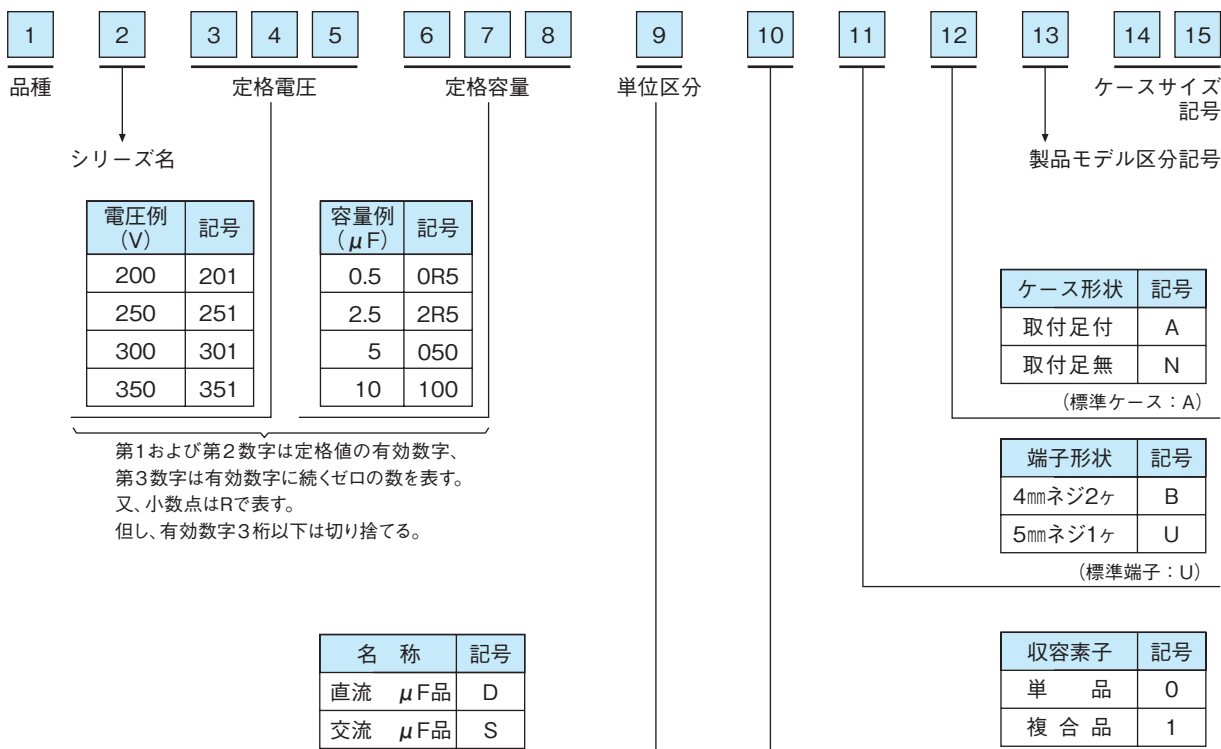 1 2 3 4 5 6 7 8 9 10 11 12 13 14 15
品種 定格電圧 定格容量 単位区分 ケースサイズ
記号
シリーズ名 製品モデル区分記号
電圧例
(V) 記号
200 201
250 251
300 301
350 351
容量例
(μF) 記号
0.5 0R5
2.5 2R5
5 050
10 100
第1および第2数字は定格値の有効数字、
第3数字は有効数字に続くゼロの数を表す。
又、小数点はRで表す。
但し、有効数字3桁以下は切り捨てる。
ケース形状 記号
取付足付 A
取付足無 N
(標準ケース：A)
端子形状 記号
4㎜ネジ2ヶ B
5㎜ネジ1ヶ U
(標準端子：U)
名 称 記号
直流 μF品 D
交流 μF品 S
収容素子 記号
単 品 0
複合品 1